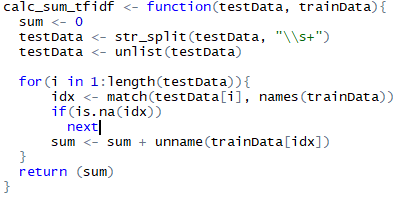 calc_sum_tfidf <- function(testData, trainData){
  sum <- 0
  testData <- str_split(testData, "\\s+")
  testData <- unlist(testData)

  for(i in 1:length(testData)){
      idx <- match(testData[i], names(trainData))
      if(is.na(idx))
        next
      sum <- sum + unname(trainData[idx])
  }
  return (sum)
}